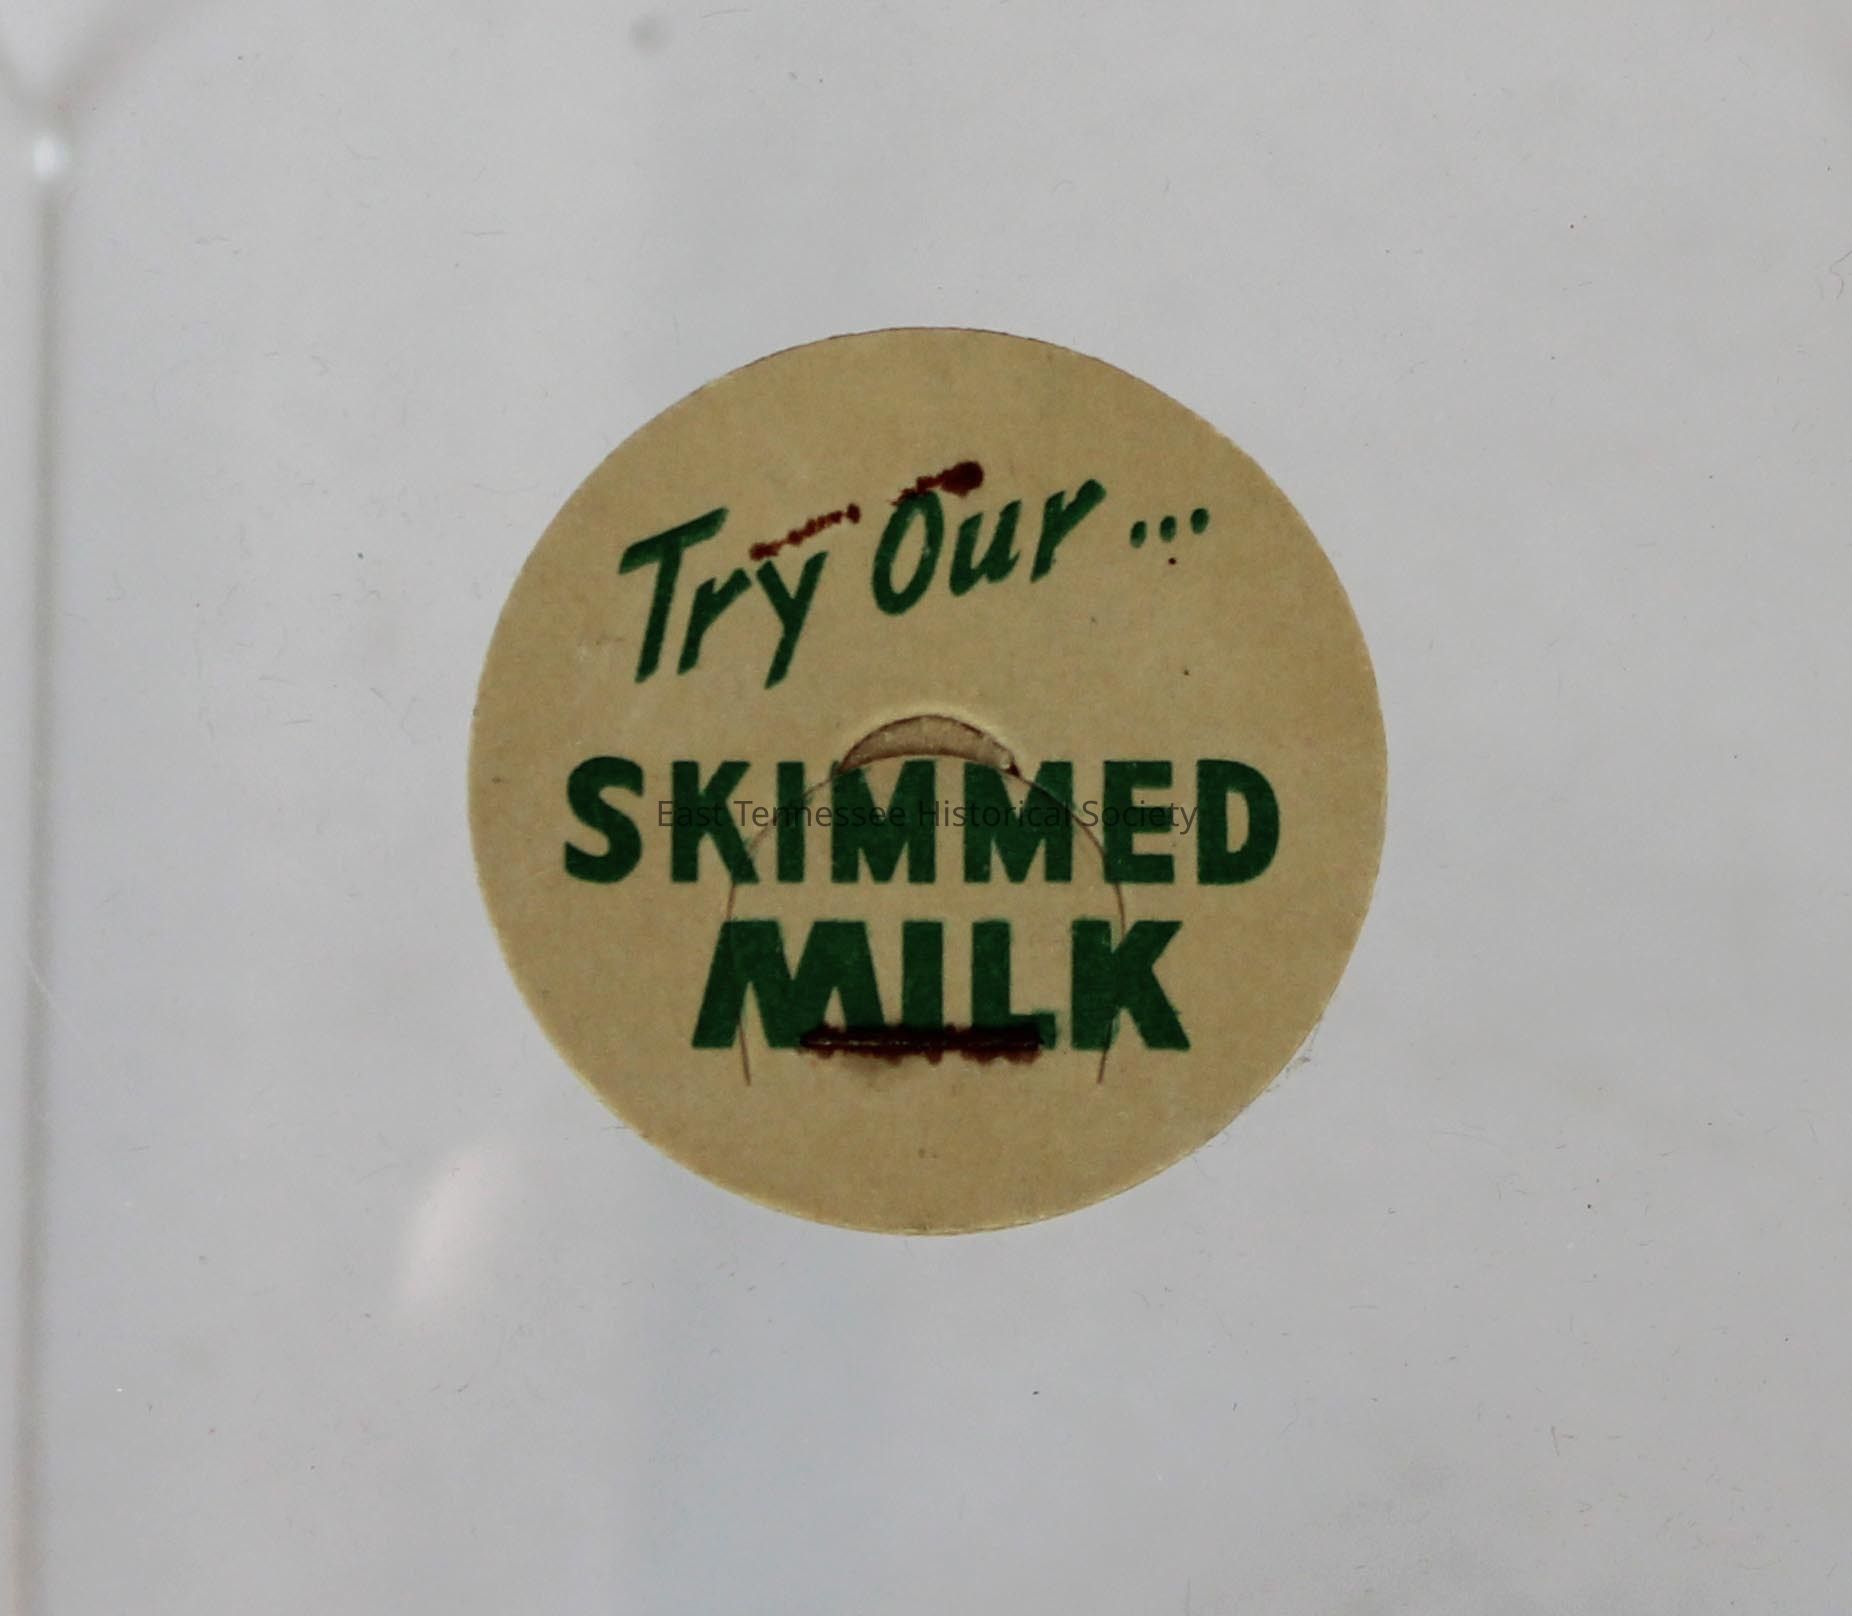 Try Our...
SKIMMED
East Tennessee Historical Society
MILK